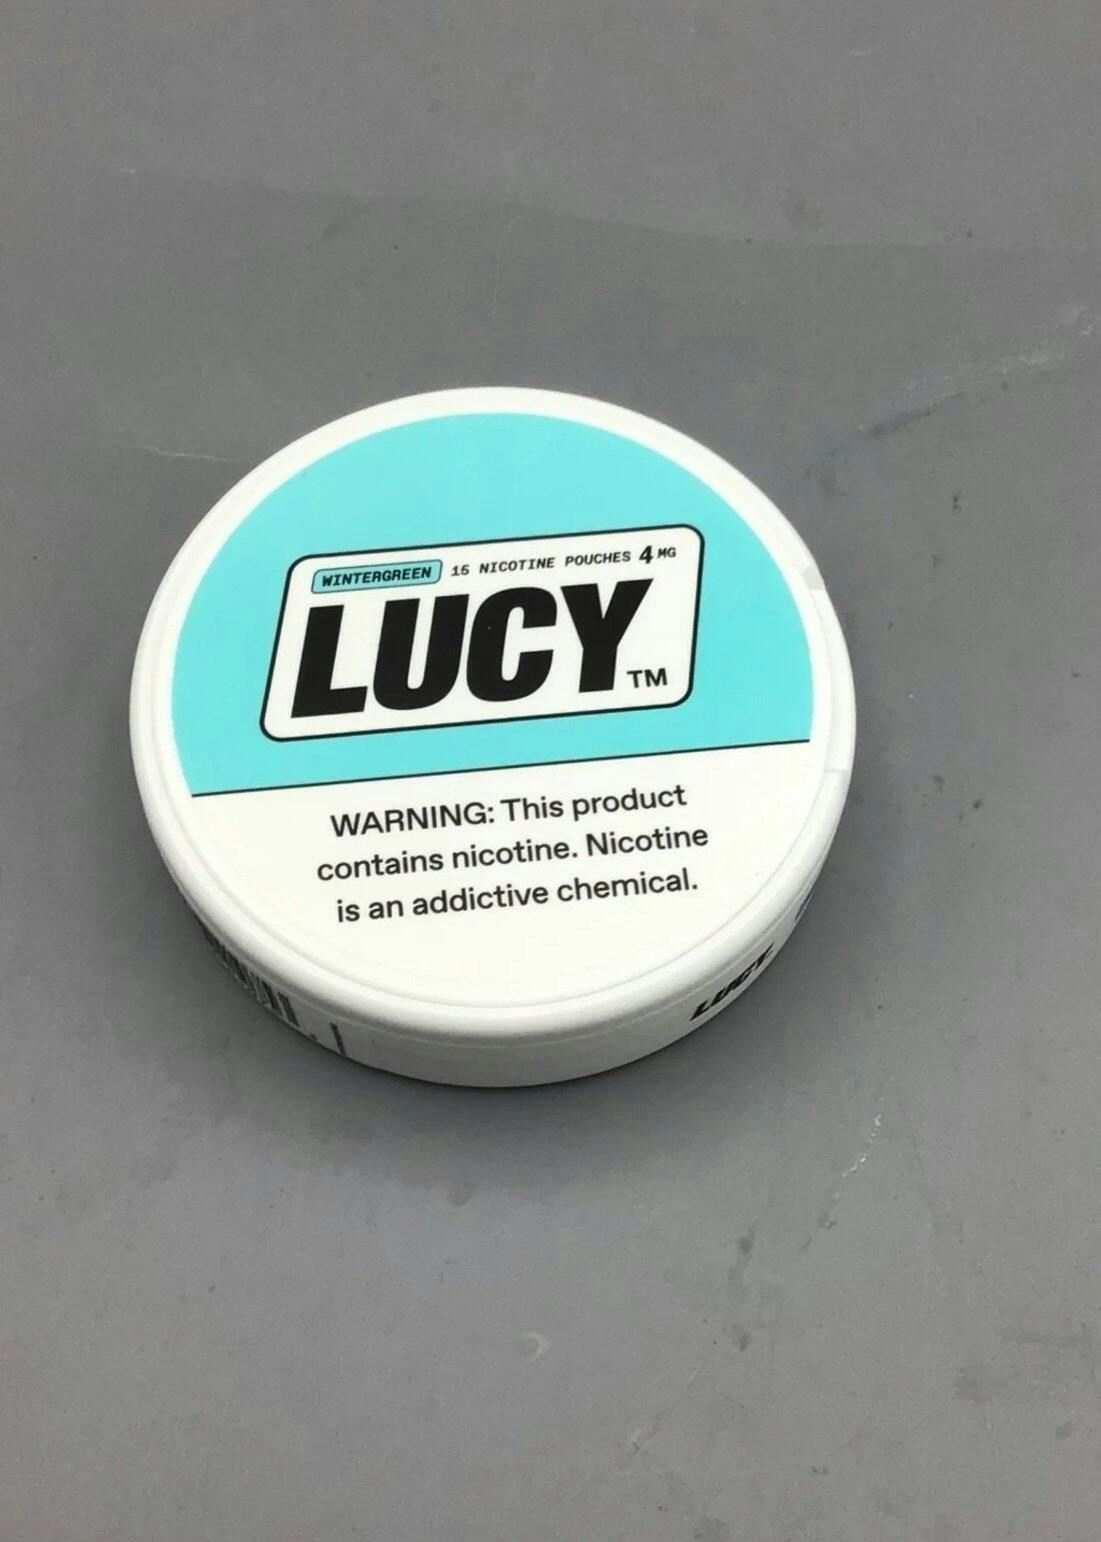 WINTERGREEN 15 NICOTINE POUCHES 4 MG
LUCY TM
WARNING: This product
contains nicotine. Nicotine
is an addictive chemical.
LUCY